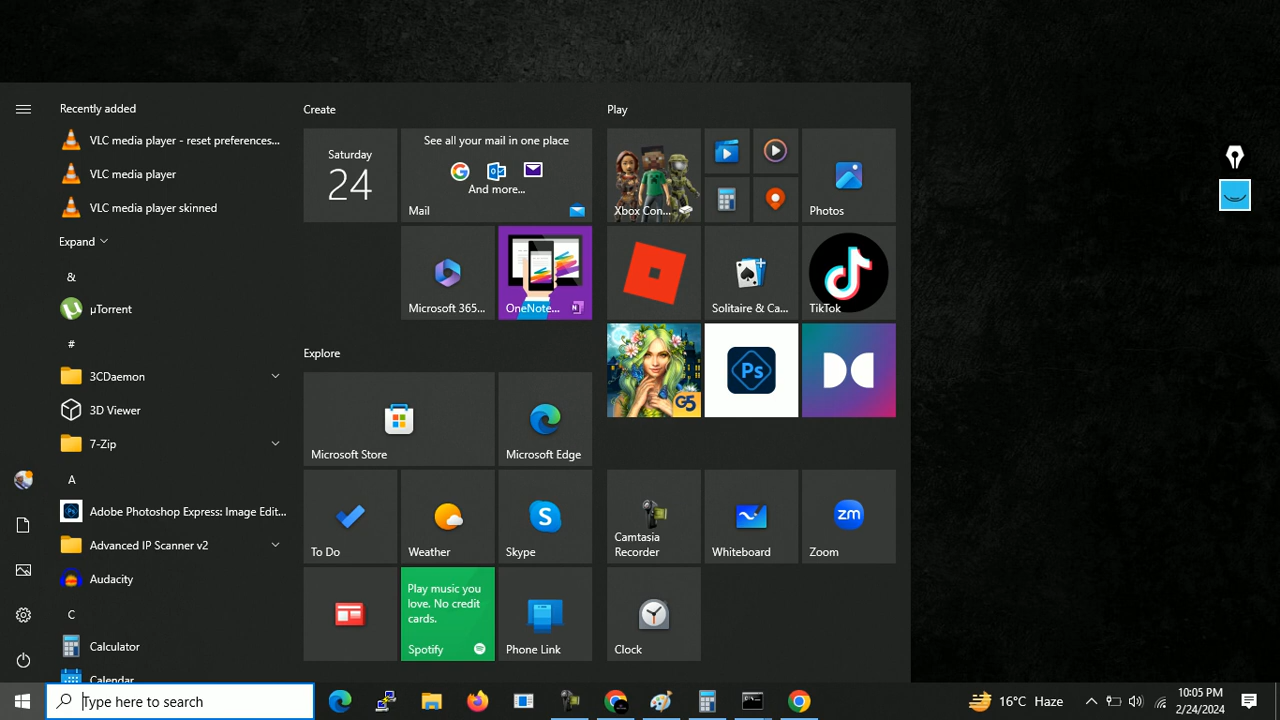 Recently added
VLC media player - reset preferences...
VLC media player
VLC media player skinned
Expand
&
µTorrent
#
3CDaemon
3D Viewer
7-Zip
A
Adobe Photoshop Express: Image Edit...
Advanced IP Scanner v2
Audacity
C
Calculator
Calendar
Create
Saturday
24
See all your mail in one place
And more...
Mail
Microsoft 365...
OneNote...
Explore
Microsoft Store
Microsoft Edge
To Do
Weather
Skype
Play music you
love. No credit
cards.
Spotify
Phone Link
Play
Xbox Con...
Photos
Solitaire & Ca...
TikTok
G5
Ps
Camtasia
Recorder
Whiteboard
zm
Zoom
Clock
Type here to search
16°C Haze
10:05 PM
2/24/2024